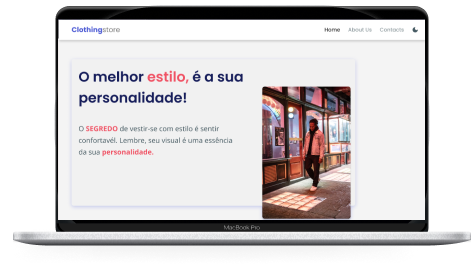 Clothingstore
Home About Us Contacts
O melhor estilo, é a sua
personalidade!
O SEGREDO de vestir-se com estilo é sentir
confortavél. Lembre, seu visual é uma essência
da sua personalidade.
MacBook Pro